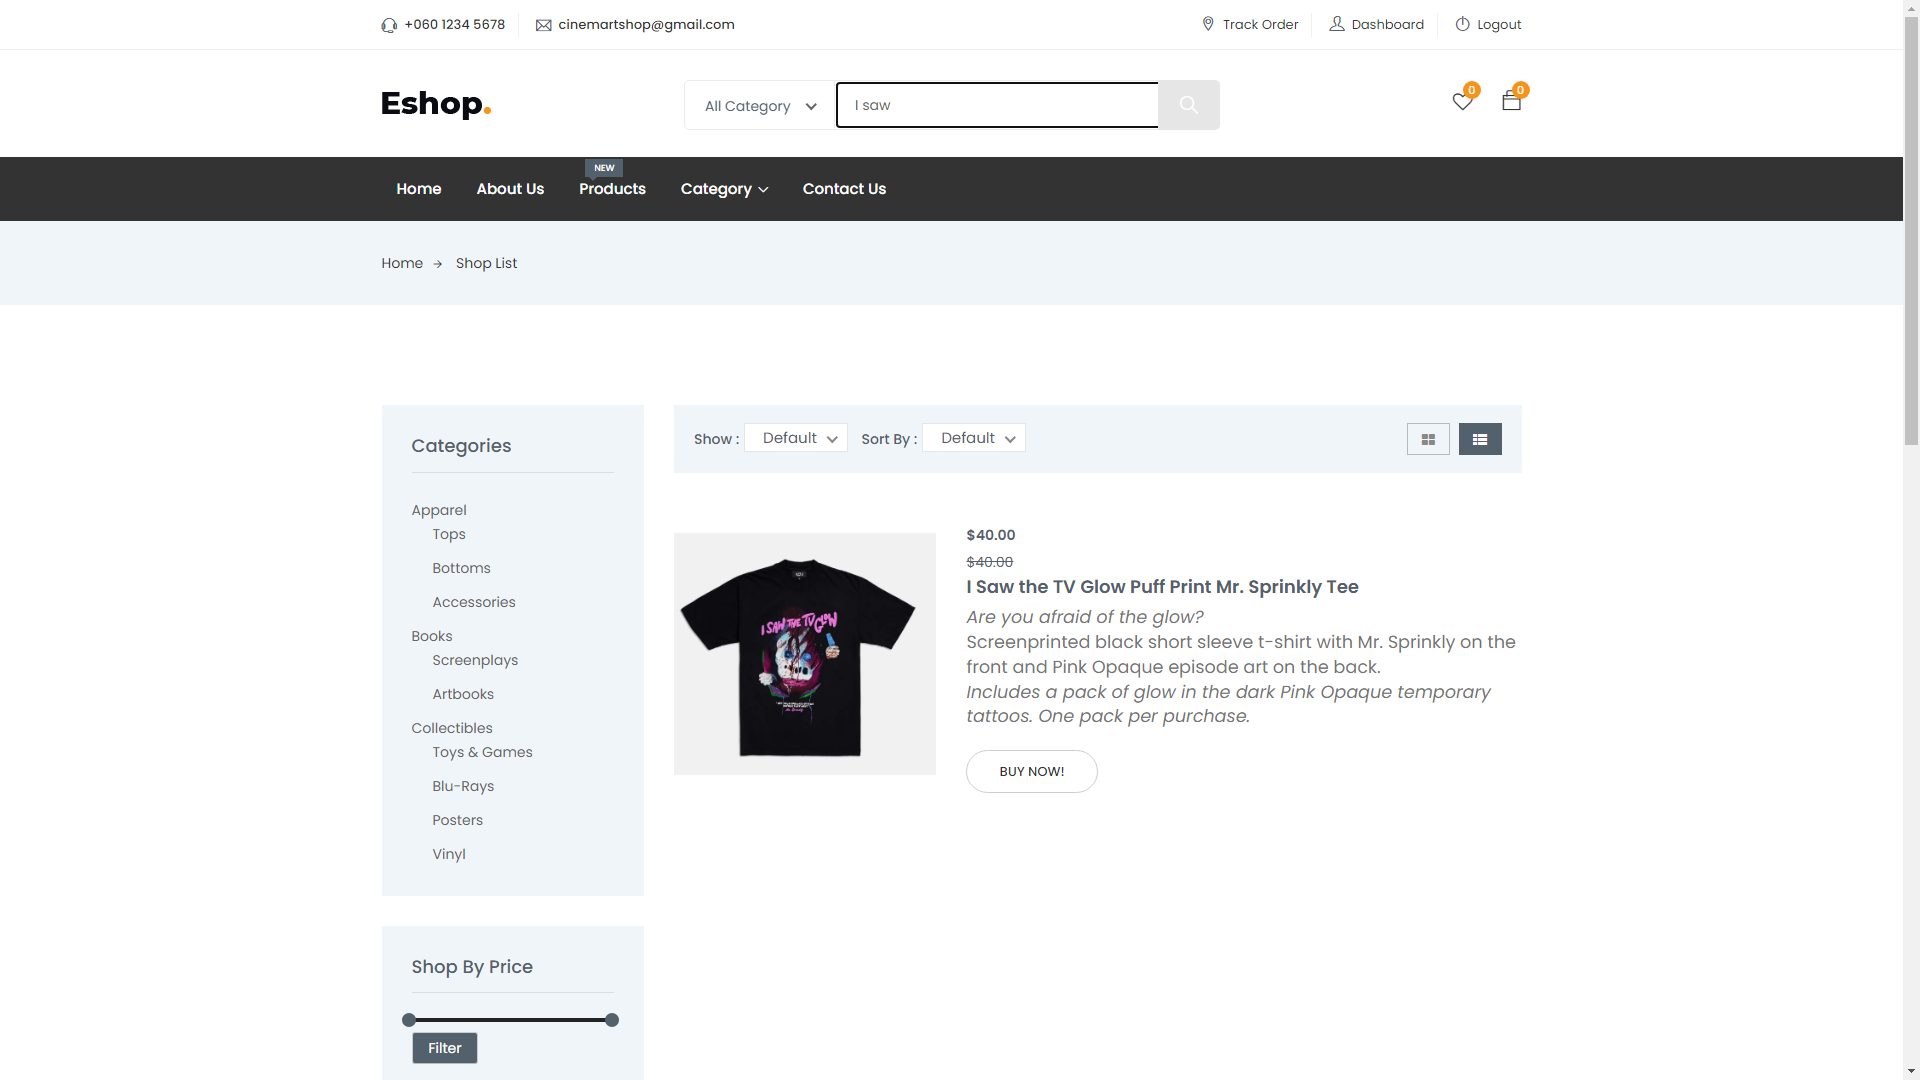 +060 1234 5678
cinemartshop@gmail.com
Track Order
Dashboard
Logout
Eshop.
All Category
I saw
0
0
NEW
Home
About Us
Products
Category
Contact Us
Home
Shop List
Categories
Apparel
Tops
Bottoms
Accessories
Books
Screenplays
Artbooks
Collectibles
Toys & Games
Blu-Rays
Posters
Vinyl
Shop By Price
Filter
Show :
Default
Sort By :
Default
I SAW THE TV GLOW
$40.00
$40.00
I Saw the TV Glow Puff Print Mr. Sprinkly Tee
Are you afraid of the glow?
Screenprinted black short sleeve t-shirt with Mr. Sprinkly on the
front and Pink Opaque episode art on the back.
Includes a pack of glow in the dark Pink Opaque temporary
tattoos. One pack per purchase.
BUY NOW!